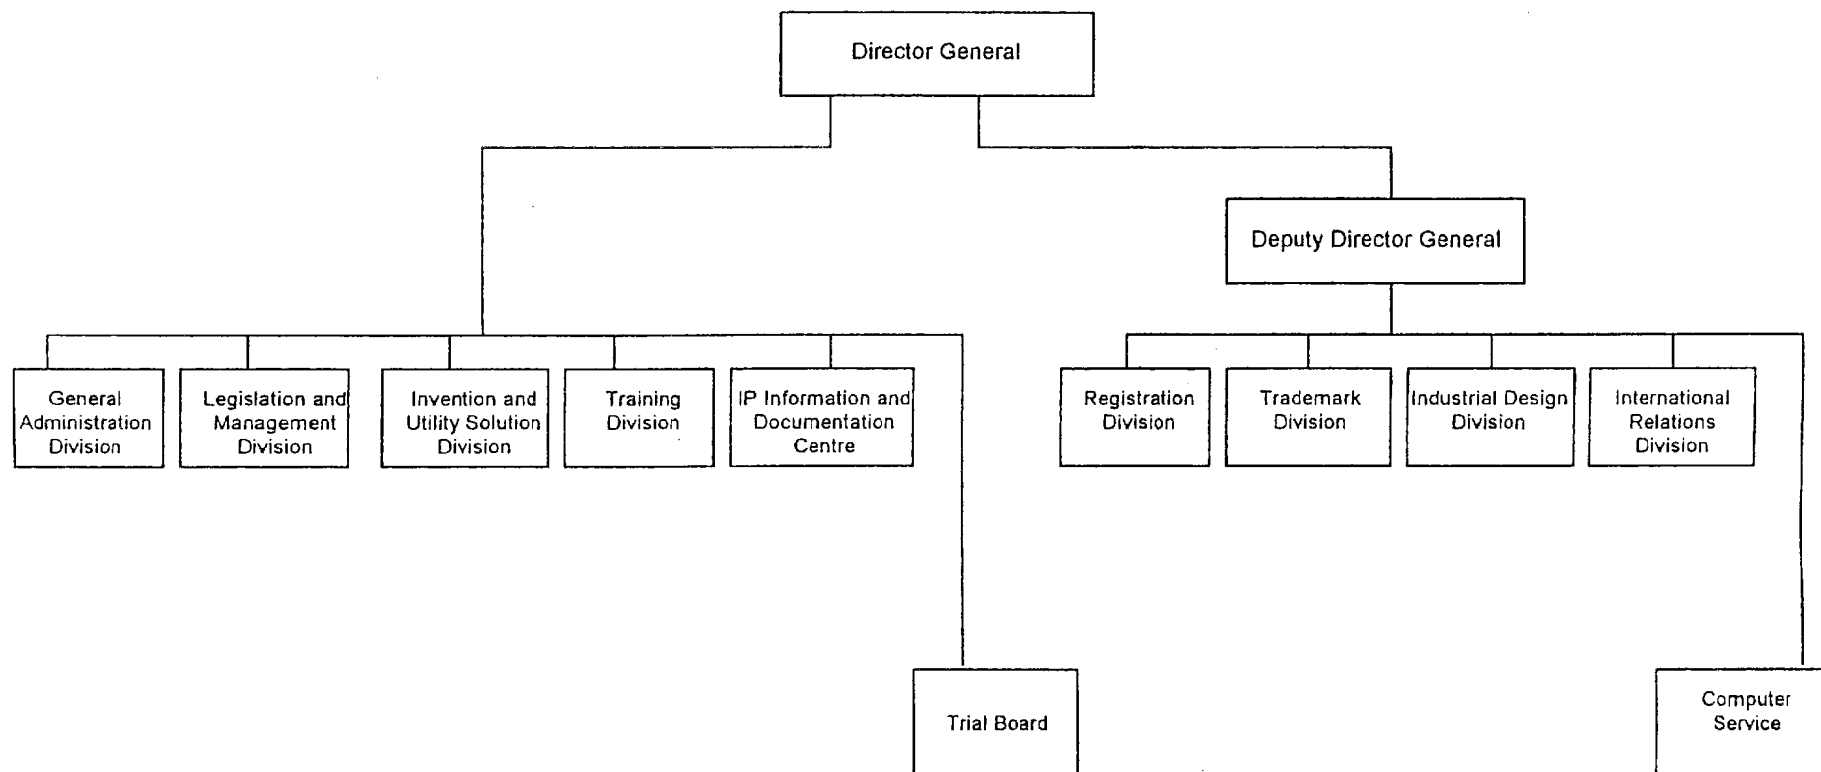 Director General
Deputy Director General
General
Administration
Division
Legislation and
Management
Division
Invention and
Utility Solution
Division
Training
Division
IP Information and
Documentation
Centre
Registration
Division
Trademark
Division
Industrial Design
Division
International
Relations
Division
Trial Board
Computer
Service